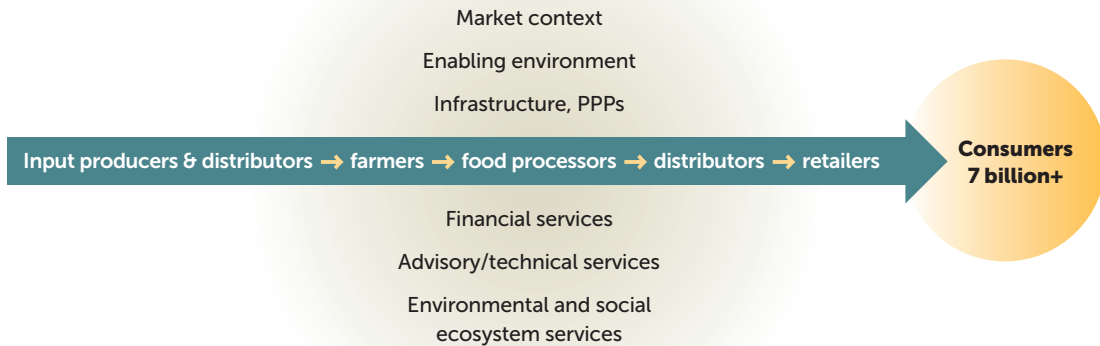 Market context
Enabling environment
Infrastructure, PPPs
Input producers & distributors → farmers → food processors → distributors → retailers
Consumers
7 billion+
Financial services
Advisory/technical services
Environmental and social
ecosystem services